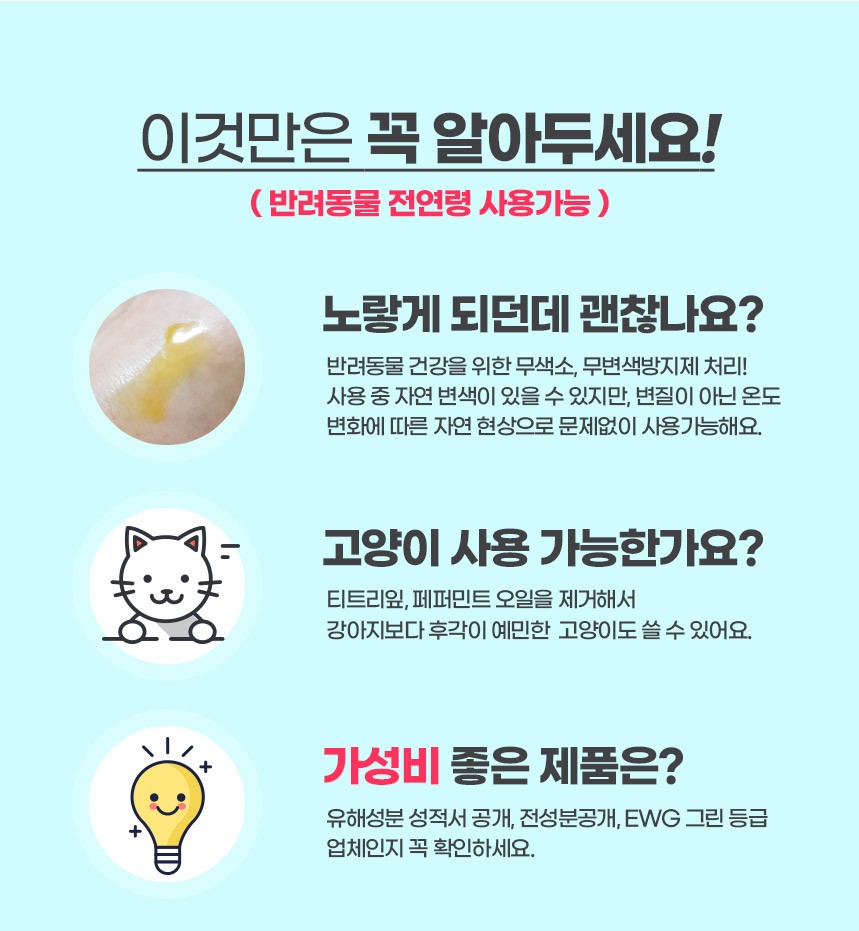 이것만은 꼭 알아두세요!
( 반려동물 전연령 사용가능 )
노랗게 되던데 괜찮나요?
반려동물 건강을 위한 무색소, 무변색방지제 처리!
사용 중 자연 변색이 있을 수 있지만, 변질이 아닌 온도
변화에 따른 자연 현상으로 문제없이 사용가능해요.
고양이 사용 가능한가요?
티트리잎, 페퍼민트 오일을 제거해서
강아지보다 후각이 예민한 고양이도 쓸 수 있어요.
가성비 좋은 제품은?
유해성분 성적서 공개, 전성분공개, EWG 그린 등급
업체인지 꼭 확인하세요.